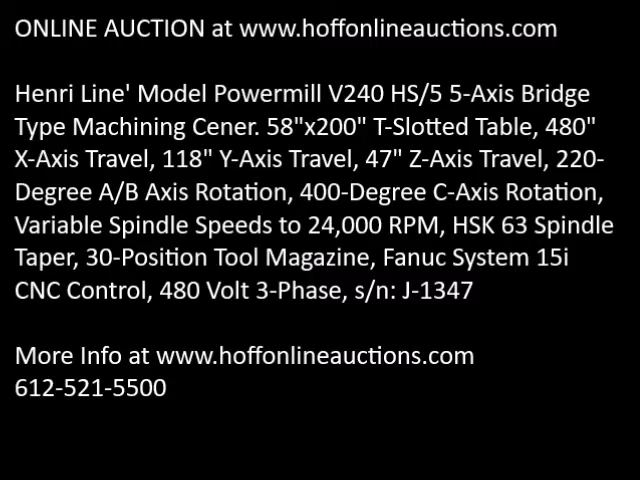 ONLINE AUCTION at www.hoffonlineauctions.com
Henri Line' Model Powermill V240 HS/5 5-Axis Bridge
Type Machining Cener. 58"x200" T-Slotted Table, 480"
X-Axis Travel, 118" Y-Axis Travel, 47" Z-Axis Travel, 220-
Degree A/B Axis Rotation, 400-Degree C-Axis Rotation,
Variable Spindle Speeds to 24,000 RPM, HSK 63 Spindle
Taper, 30-Position Tool Magazine, Fanuc System 15i
CNC Control, 480 Volt 3-Phase, s/n: J-1347
More Info at www.hoffonlineauctions.com
612-521-5500